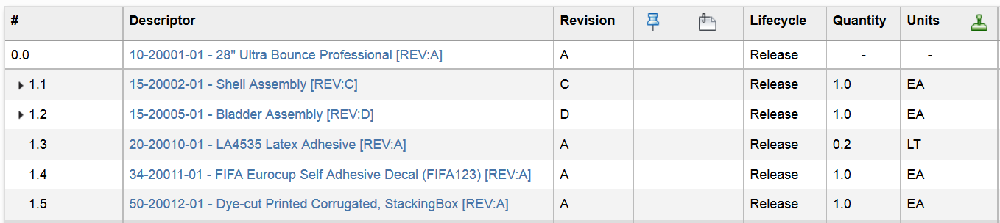 # Descriptor Revision Lifecycle Quantity Units
0.0 10-20001-01 - 28" Ultra Bounce Professional [REV:A] A Release - -
1.1 15-20002-01 - Shell Assembly [REV:C] C Release 1.0 EA
1.2 15-20005-01 - Bladder Assembly [REV:D] D Release 1.0 EA
1.3 20-20010-01 - LA4535 Latex Adhesive [REV:A] A Release 0.2 LT
1.4 34-20011-01 - FIFA Eurocup Self Adhesive Decal (FIFA123) [REV:A] A Release 1.0 EA
1.5 50-20012-01 - Dye-cut Printed Corrugated, StackingBox [REV:A] A Release 1.0 EA